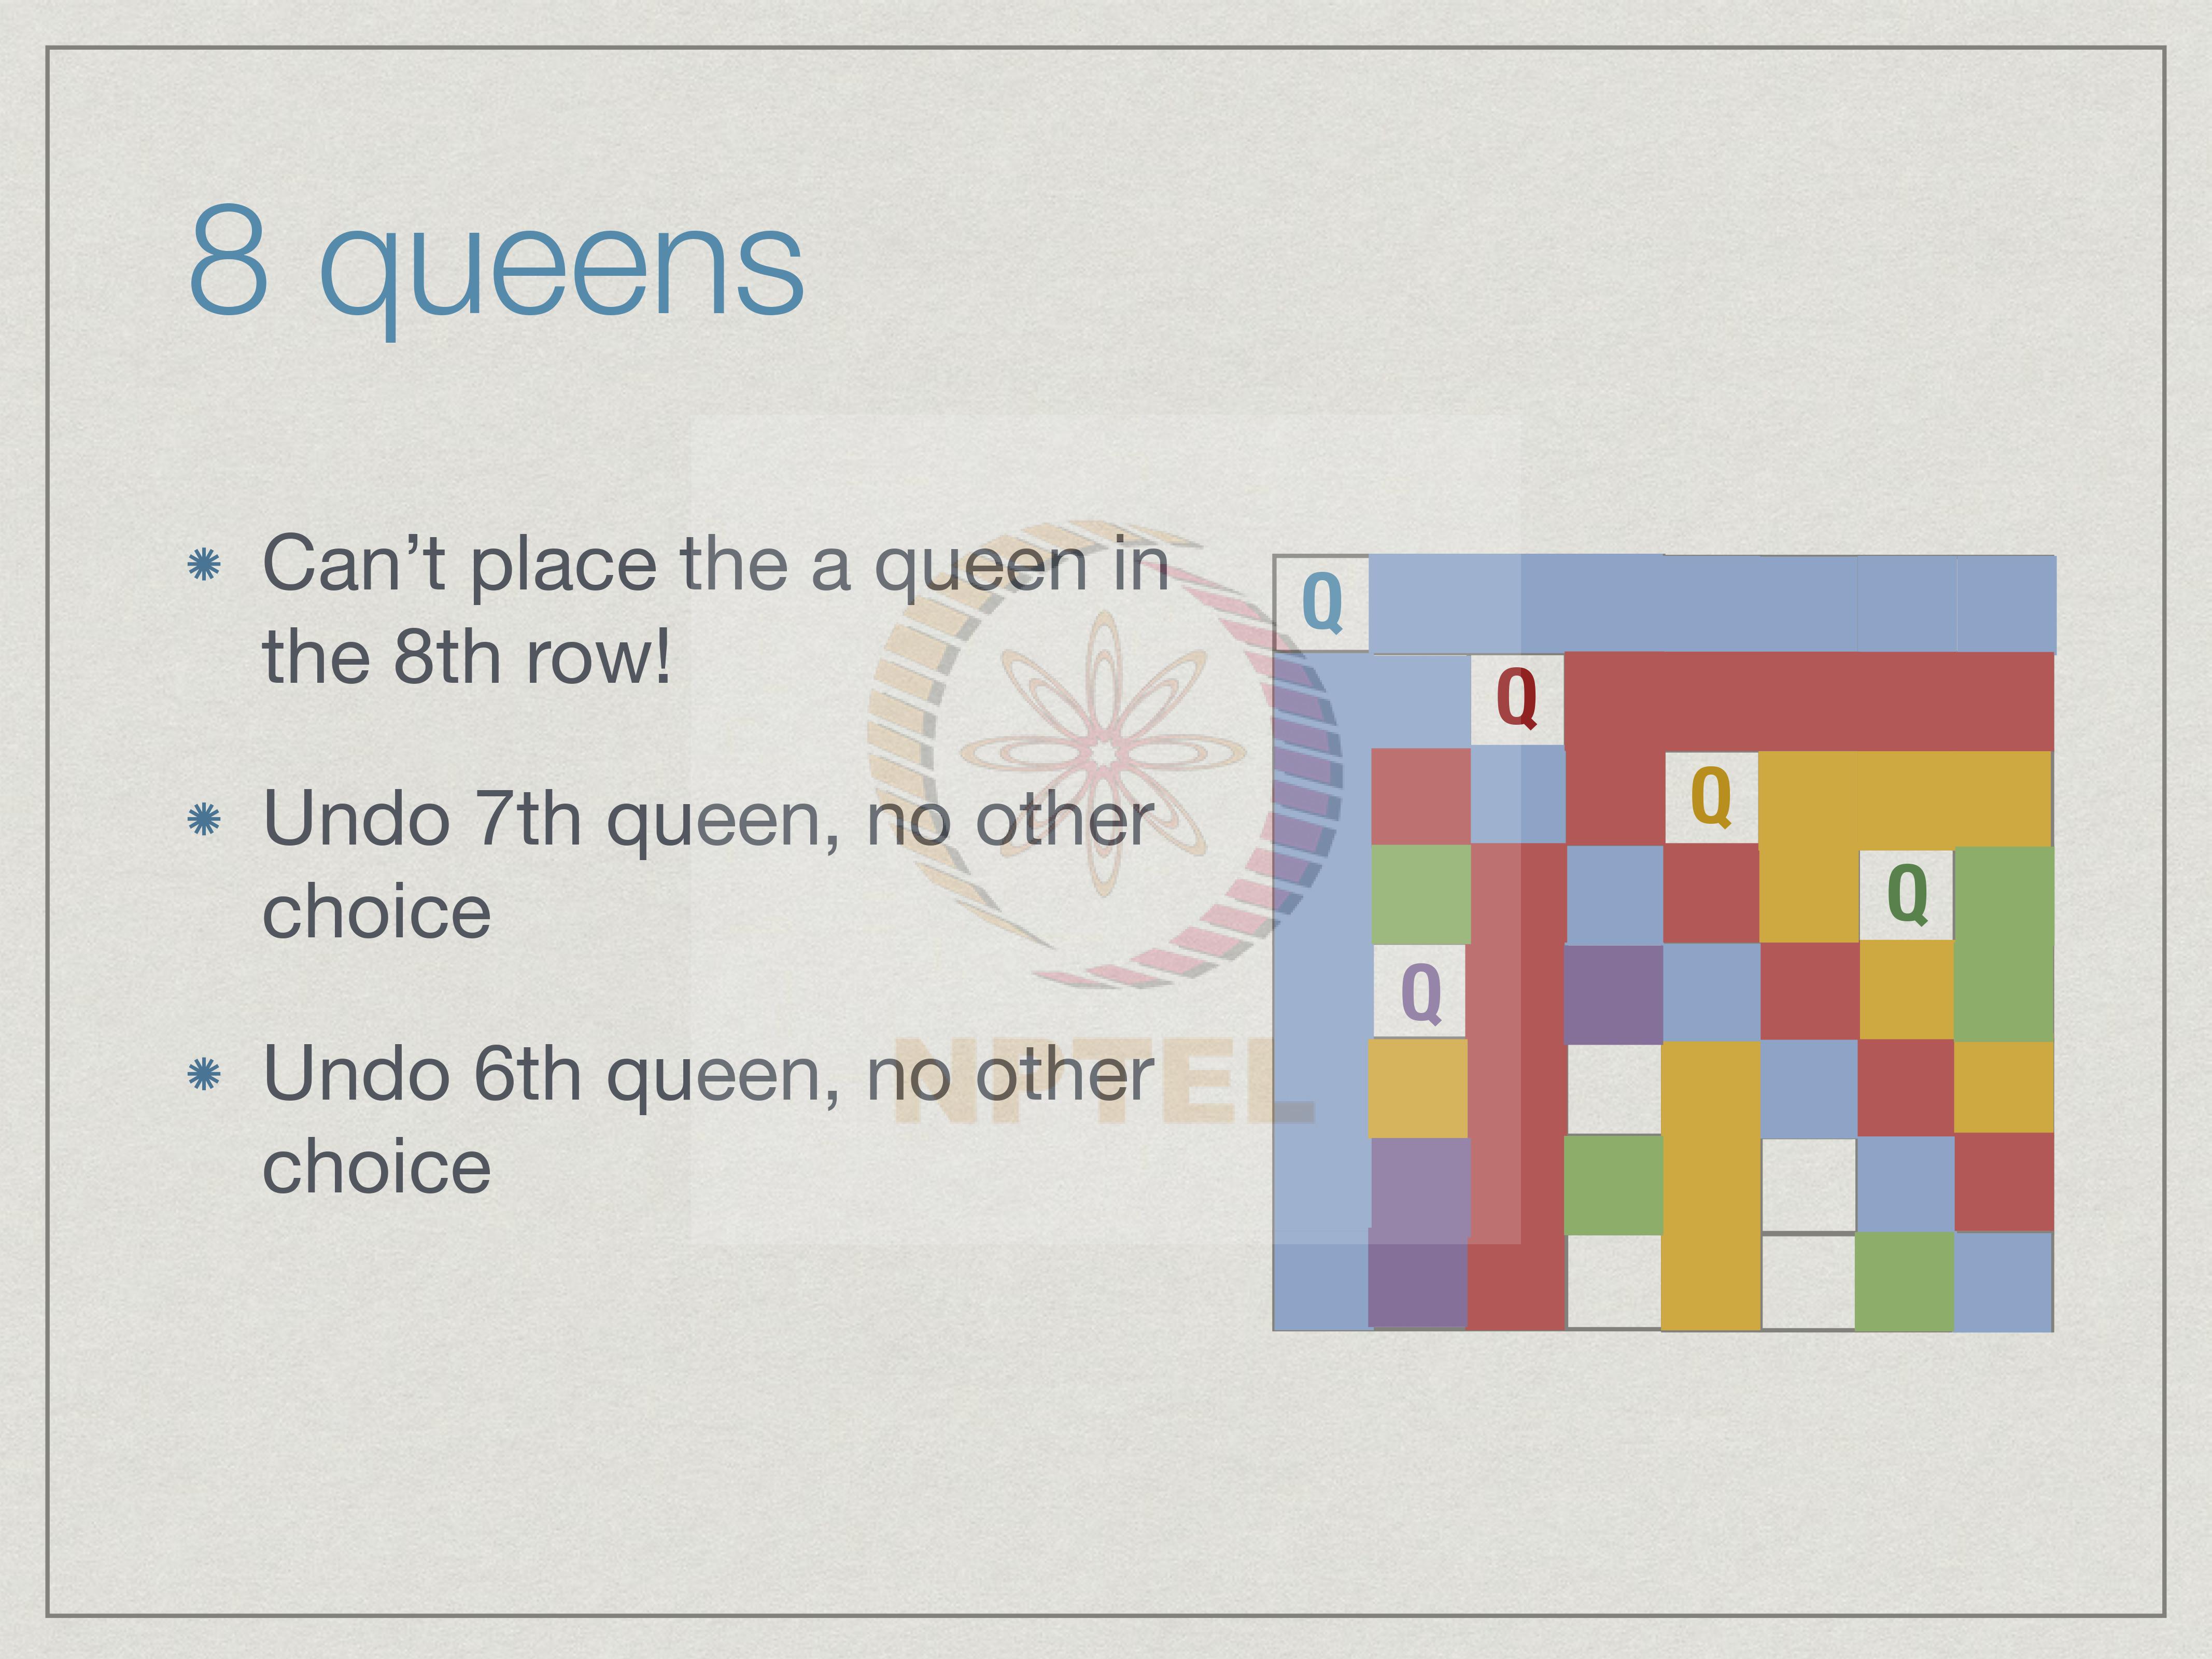 8 queens
Can’t place the a queen in
the 8th row!
Undo 7th queen, no other
choice
Undo 6th queen, no other
choice
Q
Q
Q
Q
Q
NPTEL